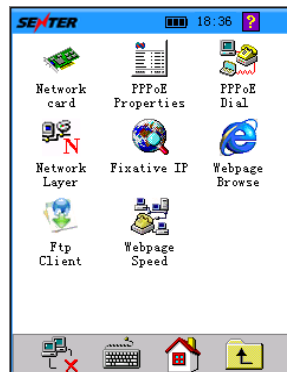 SENTER 18:36 ?
Network card
PPPoE Properties
PPPoE Dial
N
Network Layer
Fixative IP
Webpage Browse
Ftp Client
Webpage Speed